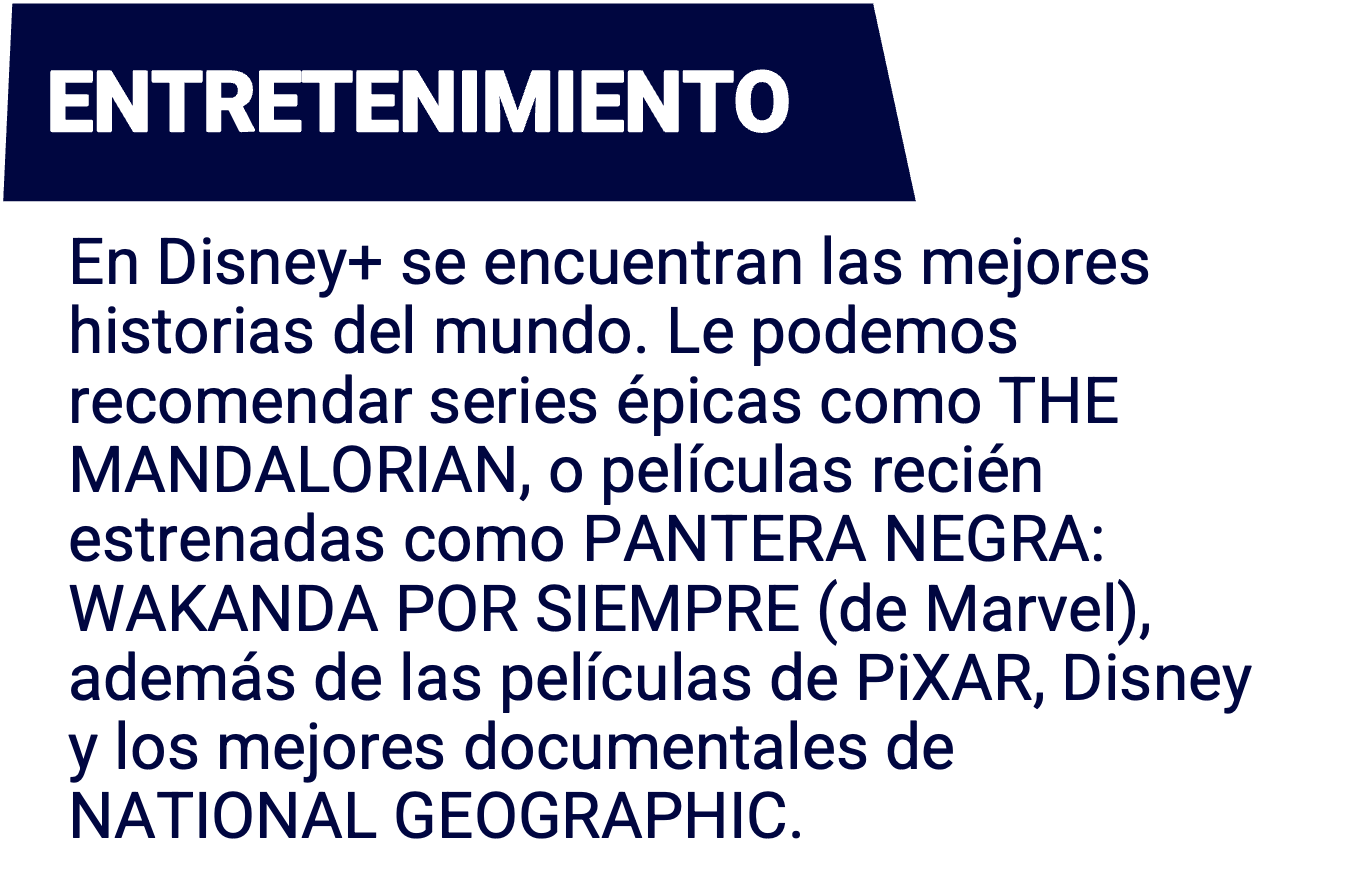 ENTRETENIMIENTO
En Disney+ se encuentran las mejores
historias del mundo. Le podemos
recomendar series épicas como THE
MANDALORIAN, o películas recién
estrenadas como PANTERA NEGRA:
WAKANDA POR SIEMPRE (de Marvel),
además de las películas de PiXAR, Disney
y los mejores documentales de
NATIONAL GEOGRAPHIC.